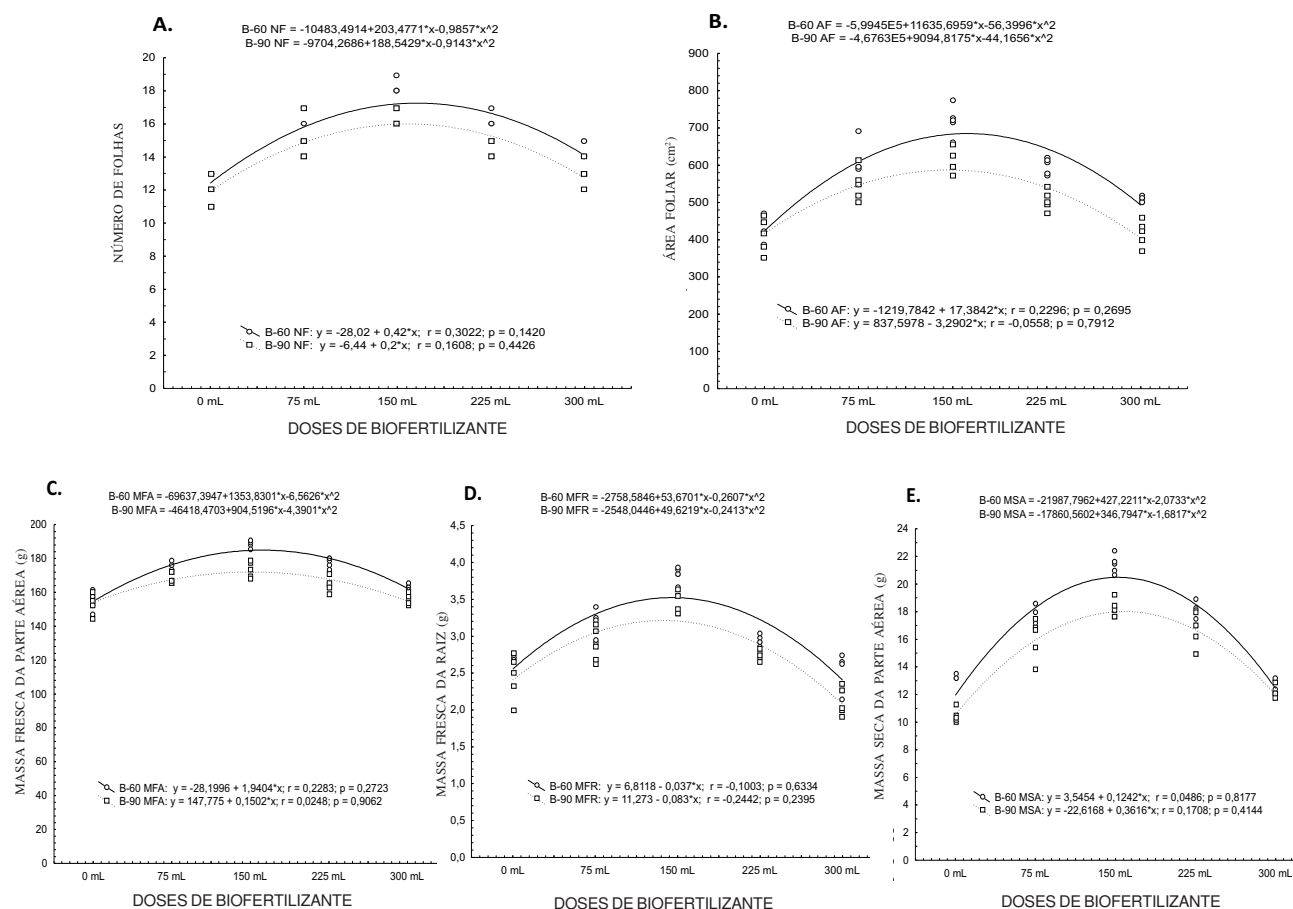 A.
B-60 NF = -10483,4914+203,4771*x-0,9857*x^2
B-90 NF = -9704,2686+188,5429*x-0,9143*x^2
20
18
16
14
12
10
8
6
4
2
0
NÚMERO DE FOLHAS
B-60 NF: y = -28,02 + 0,42*x; r = 0,3022; p = 0,1420
B-90 NF: y = -6,44 + 0,2*x; r = 0,1608; p = 0,4426
0 mL 75 mL 150 mL 225 mL 300 mL
DOSES DE BIOFERTILIZANTE
B.
B-60 AF = -5,9945E5+11635,6959*x-56,3996*x^2
B-90 AF = -4,6763E5+9094,8175*x-44,1656*x^2
900
800
700
600
500
400
300
200
100
0
ÁREA FOLIAR (cm²)
B-60 AF: y = -1219,7842 + 17,3842*x; r = 0,2296; p = 0,2695
B-90 AF: y = 837,5978 - 3,2902*x; r = -0,0558; p = 0,7912
0 mL 75 mL 150 mL 225 mL 300 mL
DOSES DE BIOFERTILIZANTE
C.
B-60 MFA = -69637,3947+1353,8301*x-6,5626*x^2
B-90 MFA = -46418,4703+904,5196*x-4,3901*x^2
200
180
160
140
120
100
80
60
40
20
0
MASSA FRESCA DA PARTE AÉREA (g)
B-60 MFA: y = -28,1996 + 1,9404*x; r = 0,2283; p = 0,2723
B-90 MFA: y = 147,775 + 0,1502*x; r = 0,0248; p = 0,9062
0 mL 75 mL 150 mL 225 mL 300 mL
DOSES DE BIOFERTILIZANTE
D.
B-60 MFR = -2758,5846+53,6701*x-0,2607*x^2
B-90 MFR = -2548,0446+49,6219*x-0,2413*x^2
4,5
4,0
3,5
3,0
2,5
2,0
1,5
1,0
0,5
0,0
MASSA FRESCA DA RAIZ (g)
B-60 MFR: y = 6,8118 - 0,037*x; r = -0,1003; p = 0,6334
B-90 MFR: y = 11,273 - 0,083*x; r = -0,2442; p = 0,2395
0 mL 75 mL 150 mL 225 mL 300 mL
DOSES DE BIOFERTILIZANTE
E.
B-60 MSA = -21987,7962+427,2211*x-2,0733*x^2
B-90 MSA = -17860,5602+346,7947*x-1,6817*x^2
24
22
20
18
16
14
12
10
8
6
4
2
0
MASSA SECA DA PARTE AÉREA (g)
B-60 MSA: y = 3,5454 + 0,1242*x; r = 0,0486; p = 0,8177
B-90 MSA: y = -22,6168 + 0,3616*x; r = 0,1708; p = 0,4144
0 mL 75 mL 150 mL 225 mL 300 mL
DOSES DE BIOFERTILIZANTE